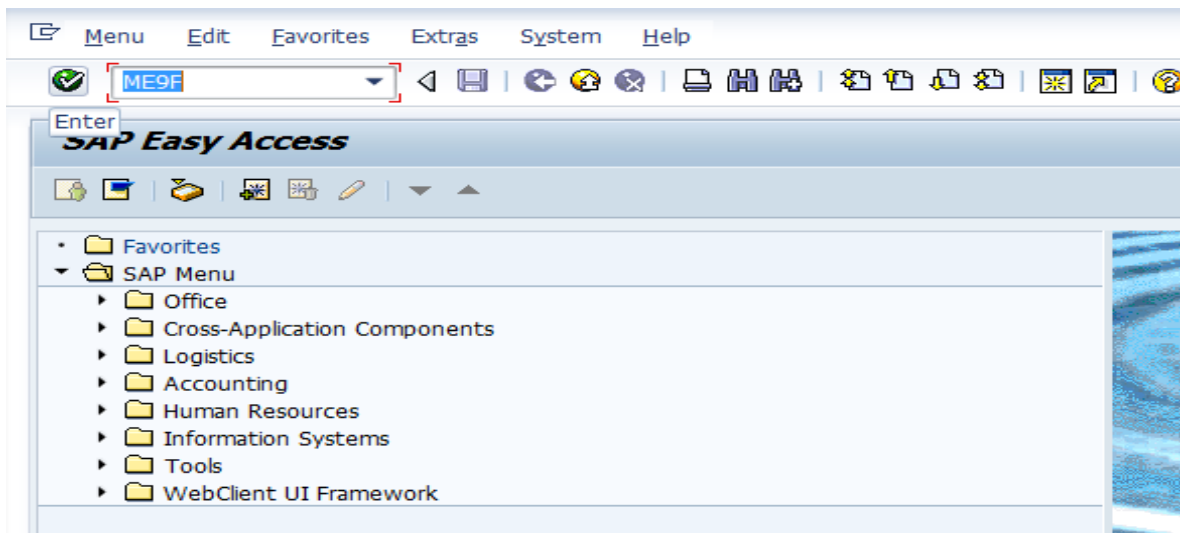 Menu Edit Favorites Extras System Help
ME9F
Enter
SAP Easy Access
Favorites
SAP Menu
Office
Cross-Application Components
Logistics
Accounting
Human Resources
Information Systems
Tools
WebClient UI Framework